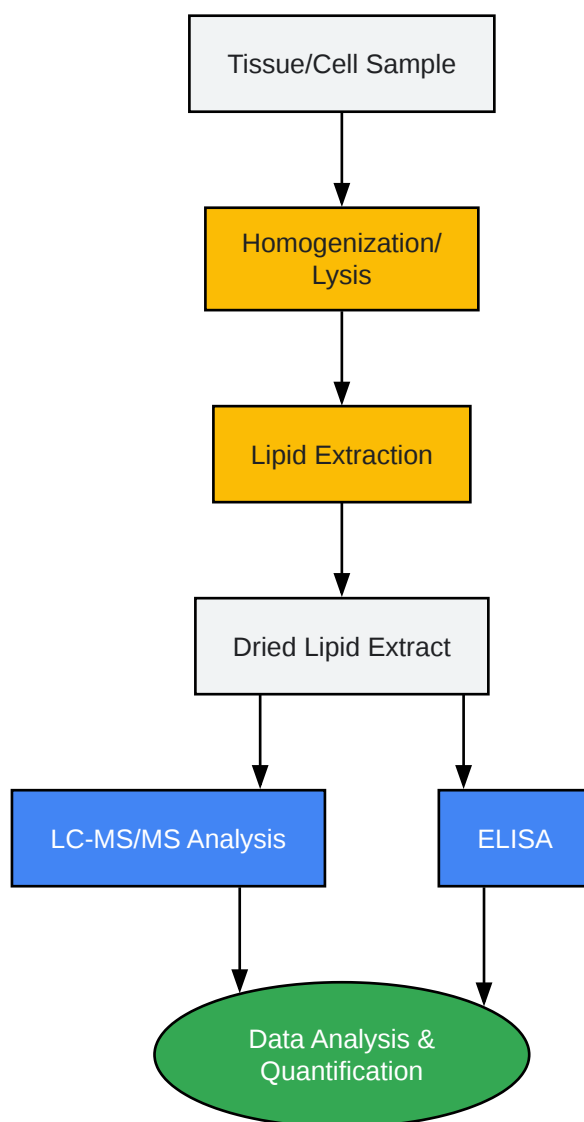 Tissue/Cell Sample
Homogenization/
Lysis
Lipid Extraction
Dried Lipid Extract
LC-MS/MS Analysis
ELISA
Data Analysis &
Quantification